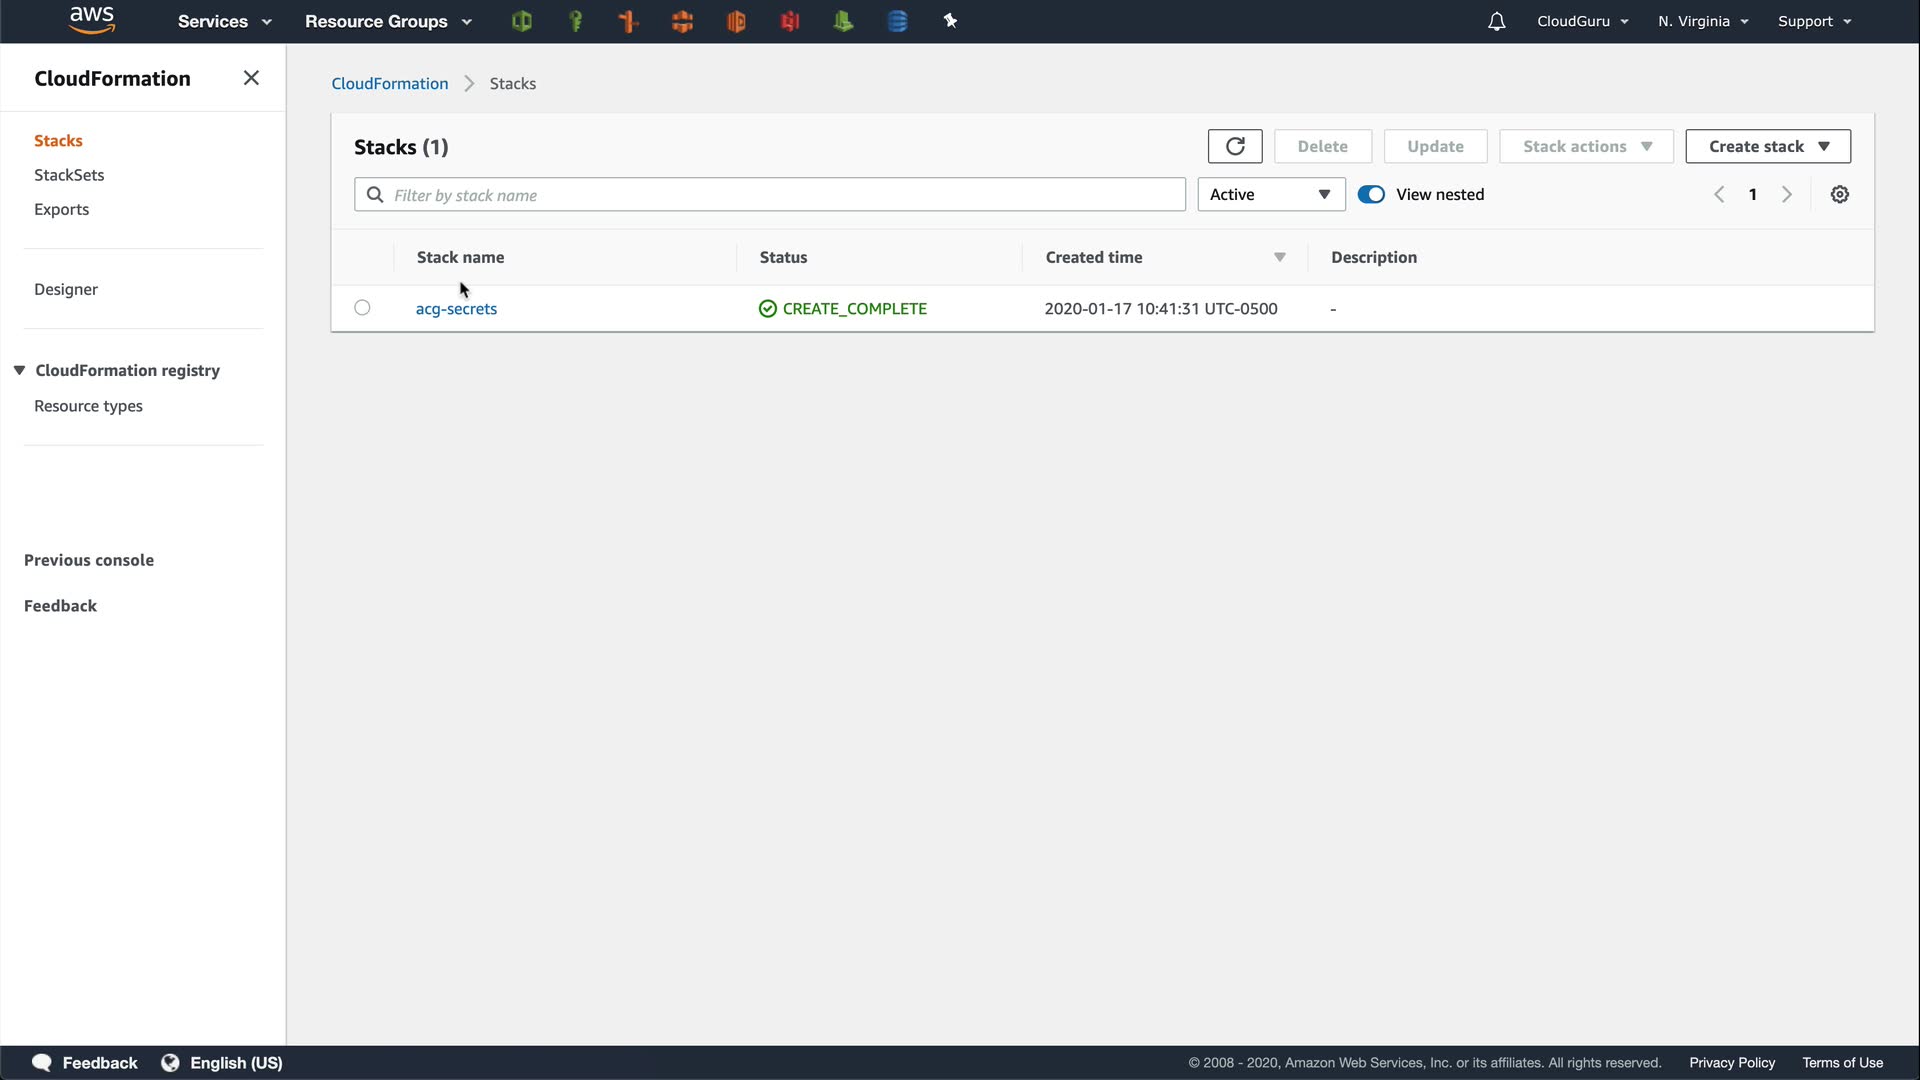 aws Services Resource Groups CloudGuru N. Virginia Support
CloudFormation
Stacks
StackSets
Exports
Designer
CloudFormation registry
Resource types
Previous console
Feedback
CloudFormation Stacks
Stacks (1)
Delete Update Stack actions Create stack
Filter by stack name Active View nested 1
Stack name Status Created time Description
acg-secrets CREATE_COMPLETE 2020-01-17 10:41:31 UTC-0500 -
Feedback English (US) © 2008 - 2020, Amazon Web Services, Inc. or its affiliates. All rights reserved. Privacy Policy Terms of Use